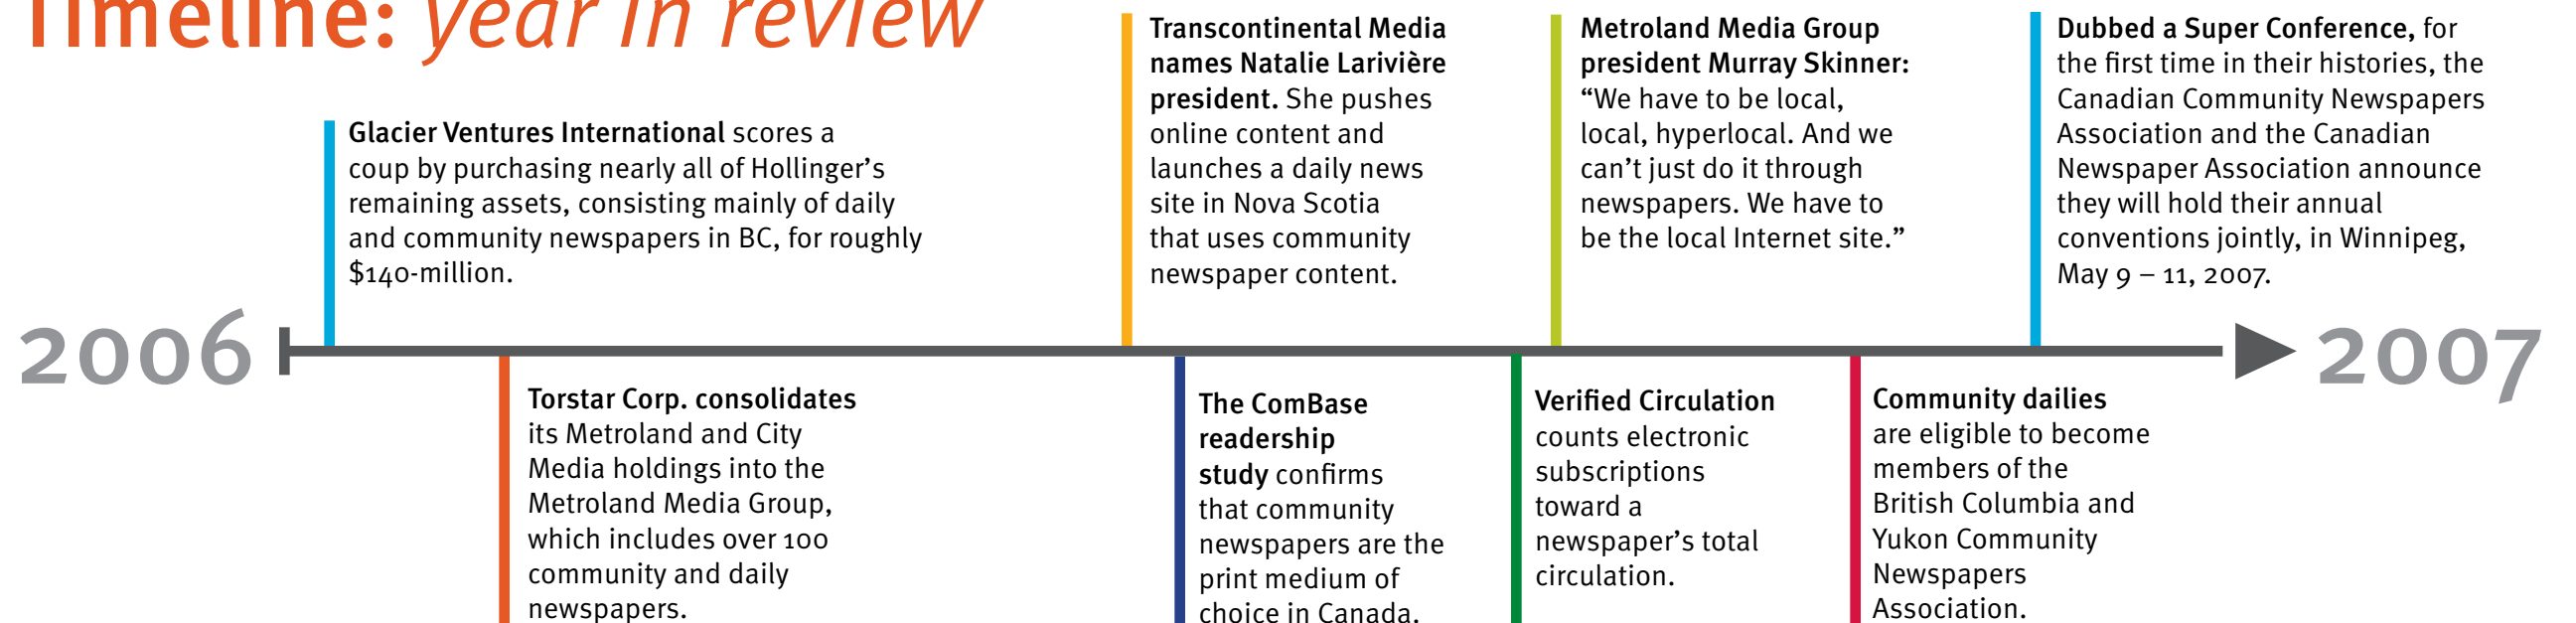 Timeline: year in review
Glacier Ventures International scores a
coup by purchasing nearly all of Hollinger’s
remaining assets, consisting mainly of daily
and community newspapers in BC, for roughly
$140-million.
Transcontinental Media
names Natalie Larivière
president. She pushes
online content and
launches a daily news
site in Nova Scotia
that uses community
newspaper content.
Metroland Media Group
president Murray Skinner:
“We have to be local,
local, hyperlocal. And we
can’t just do it through
newspapers. We have to
be the local Internet site.”
Dubbed a Super Conference, for
the first time in their histories, the
Canadian Community Newspapers
Association and the Canadian
Newspaper Association announce
they will hold their annual
conventions jointly, in Winnipeg,
May 9 – 11, 2007.
2006
2007
Torstar Corp. consolidates
its Metroland and City
Media holdings into the
Metroland Media Group,
which includes over 100
community and daily
newspapers.
The ComBase
readership
study confirms
that community
newspapers are the
print medium of
choice in Canada.
Verified Circulation
counts electronic
subscriptions
toward a
newspaper’s total
circulation.
Community dailies
are eligible to become
members of the
British Columbia and
Yukon Community
Newspapers
Association.